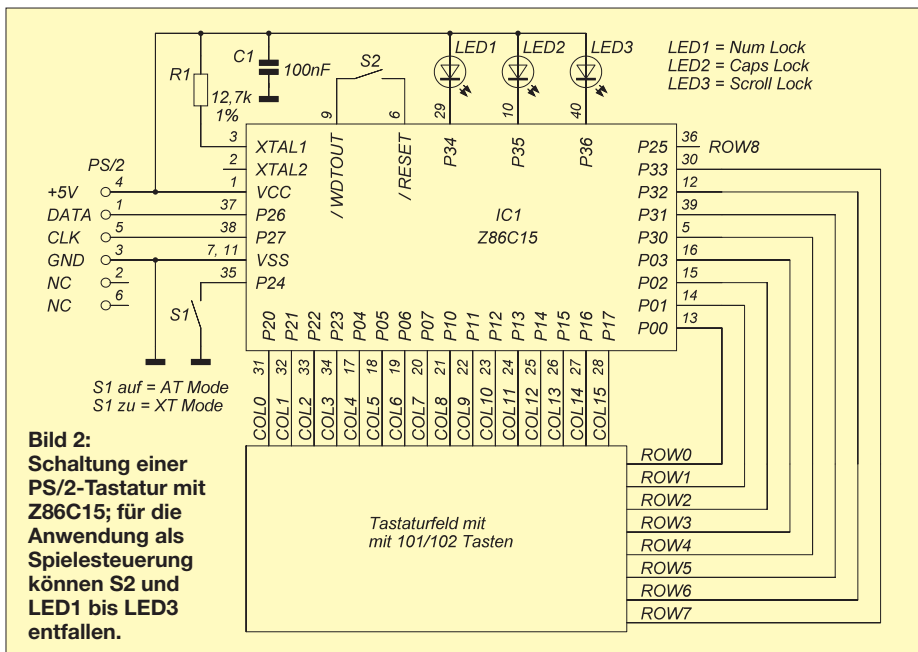 LED1 LED2 LED3
LED1 = Num Lock
LED2 = Caps Lock
LED3 = Scroll Lock
C1
100nF
S2
R1
12,7k
1%
9 6 29 10 40
3 XTAL1
2 XTAL2
/WDTOUT /RESET P34 P35 P36
IC1
Z86C15
PS/2
+5V 4 1 VCC
DATA 1 37 P26
CLK 5 38 P27
GND 3 7, 11 VSS
NC 2 35 P24
NC 6
S1
P25 36 ROW8
P33 30
P32 12
P31 39
P30 5
P03 16
P02 15
P01 14
P00 13
P20 P21 P22 P23 P04 P05 P06 P07 P10 P11 P12 P13 P14 P15 P16 P17
31 32 33 34 17 18 19 20 21 22 23 24 25 26 27 28
COL0 COL1 COL2 COL3 COL4 COL5 COL6 COL7 COL8 COL9 COL10 COL11 COL12 COL13 COL14 COL15
S1 auf = AT Mode
S1 zu = XT Mode
Bild 2:
Schaltung einer
PS/2-Tastatur mit
Z86C15; für die
Anwendung als
Spielesteuerung
können S2 und
LED1 bis LED3
entfallen.
Tastaturfeld mit
mit 101/102 Tasten
ROW0
ROW1
ROW2
ROW3
ROW4
ROW5
ROW6
ROW7